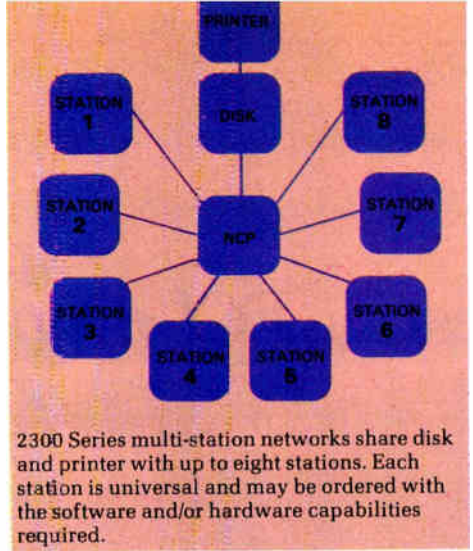 PRINTER
DISK
STATION
1
STATION
8
STATION
2
NCP
STATION
7
STATION
3
STATION
6
STATION
4
STATION
5
2300 Series multi-station networks share disk
and printer with up to eight stations. Each
station is universal and may be ordered with
the software and/or hardware capabilities
required.